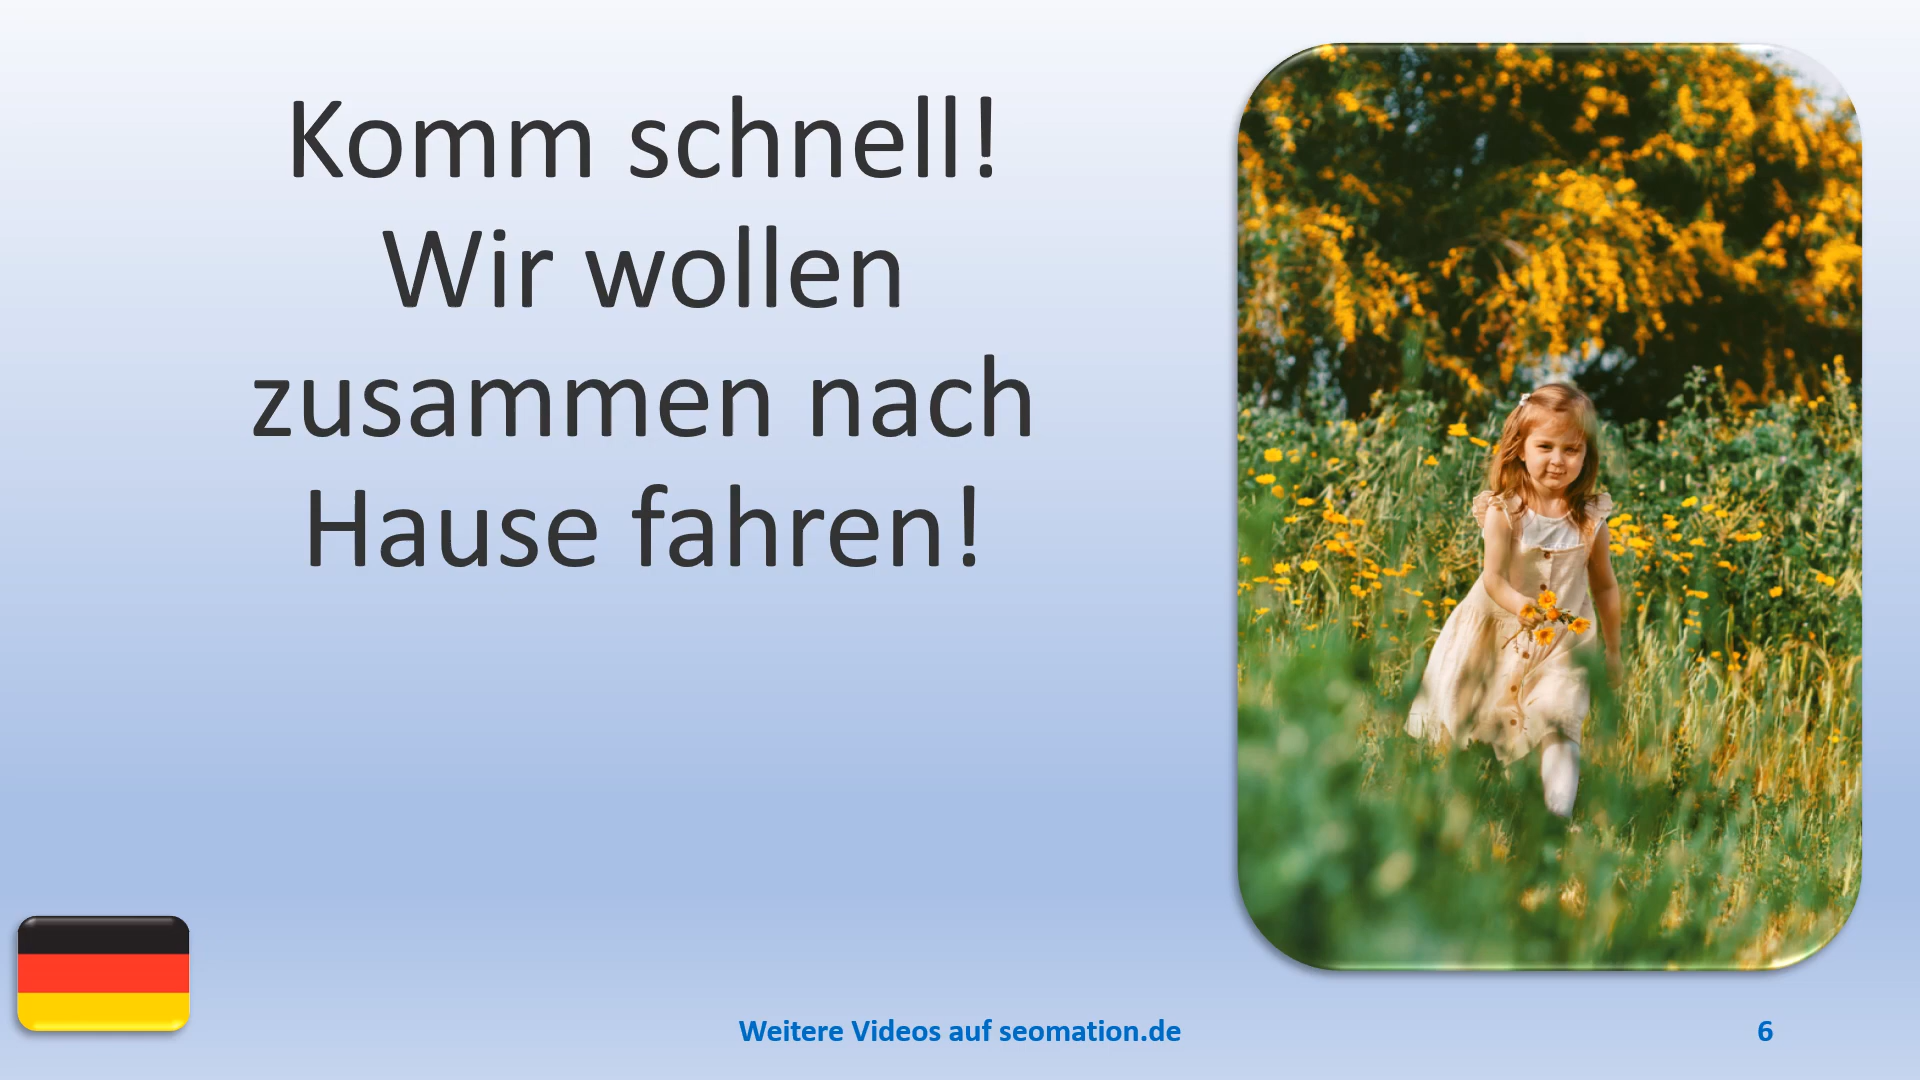 Komm schnell!
Wir wollen
zusammen nach
Hause fahren!
Weitere Videos auf seomation.de
6